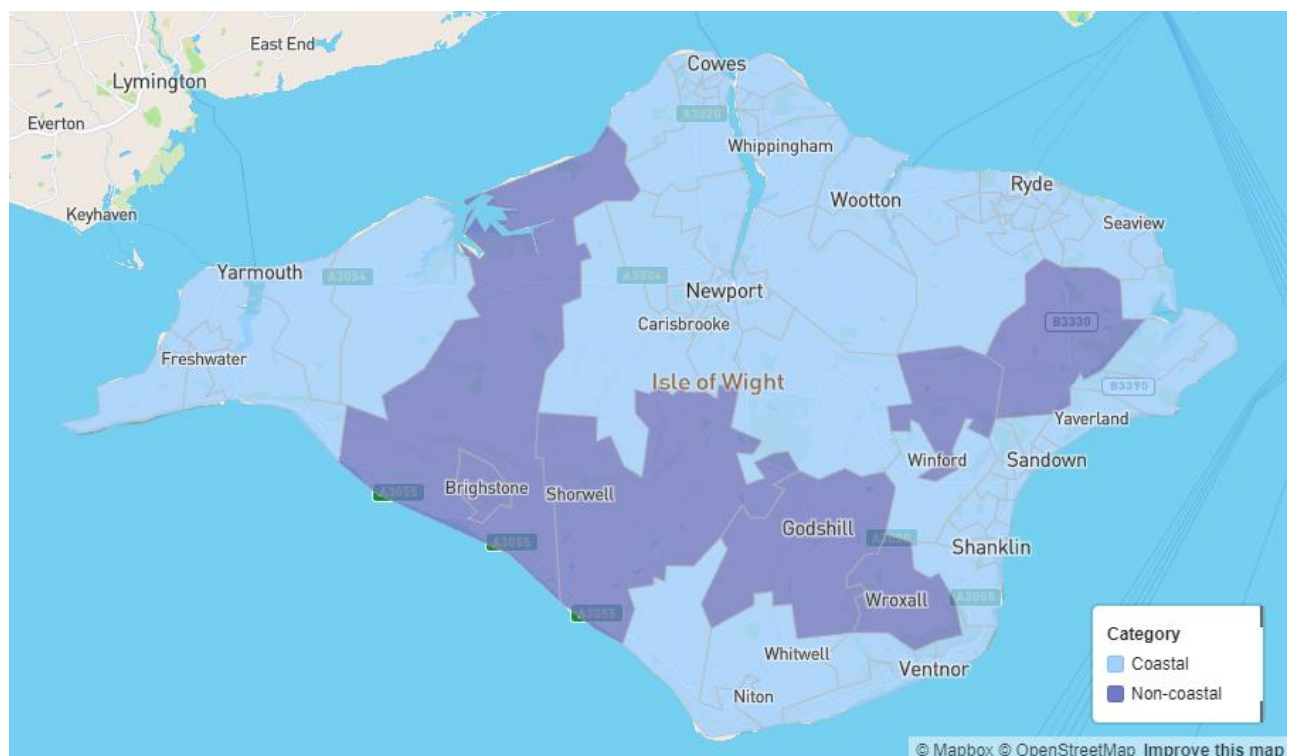 East End
Lymington
Everton
Keyhaven
Cowes
A3020
Whippingham
Ryde
Wootton
Seaview
Yarmouth
A3054
A3054
Newport
Carisbrooke
B3330
Freshwater
Isle of Wight
B3395
Yaverland
Winford
Sandown
Brighstone
Shorwell
A3055
Godshill
A3055
Shanklin
Wroxall
A3055
A3055
Whitwell
Ventnor
Niton
Category
Coastal
Non-coastal
© Mapbox © OpenStreetMap Improve this map